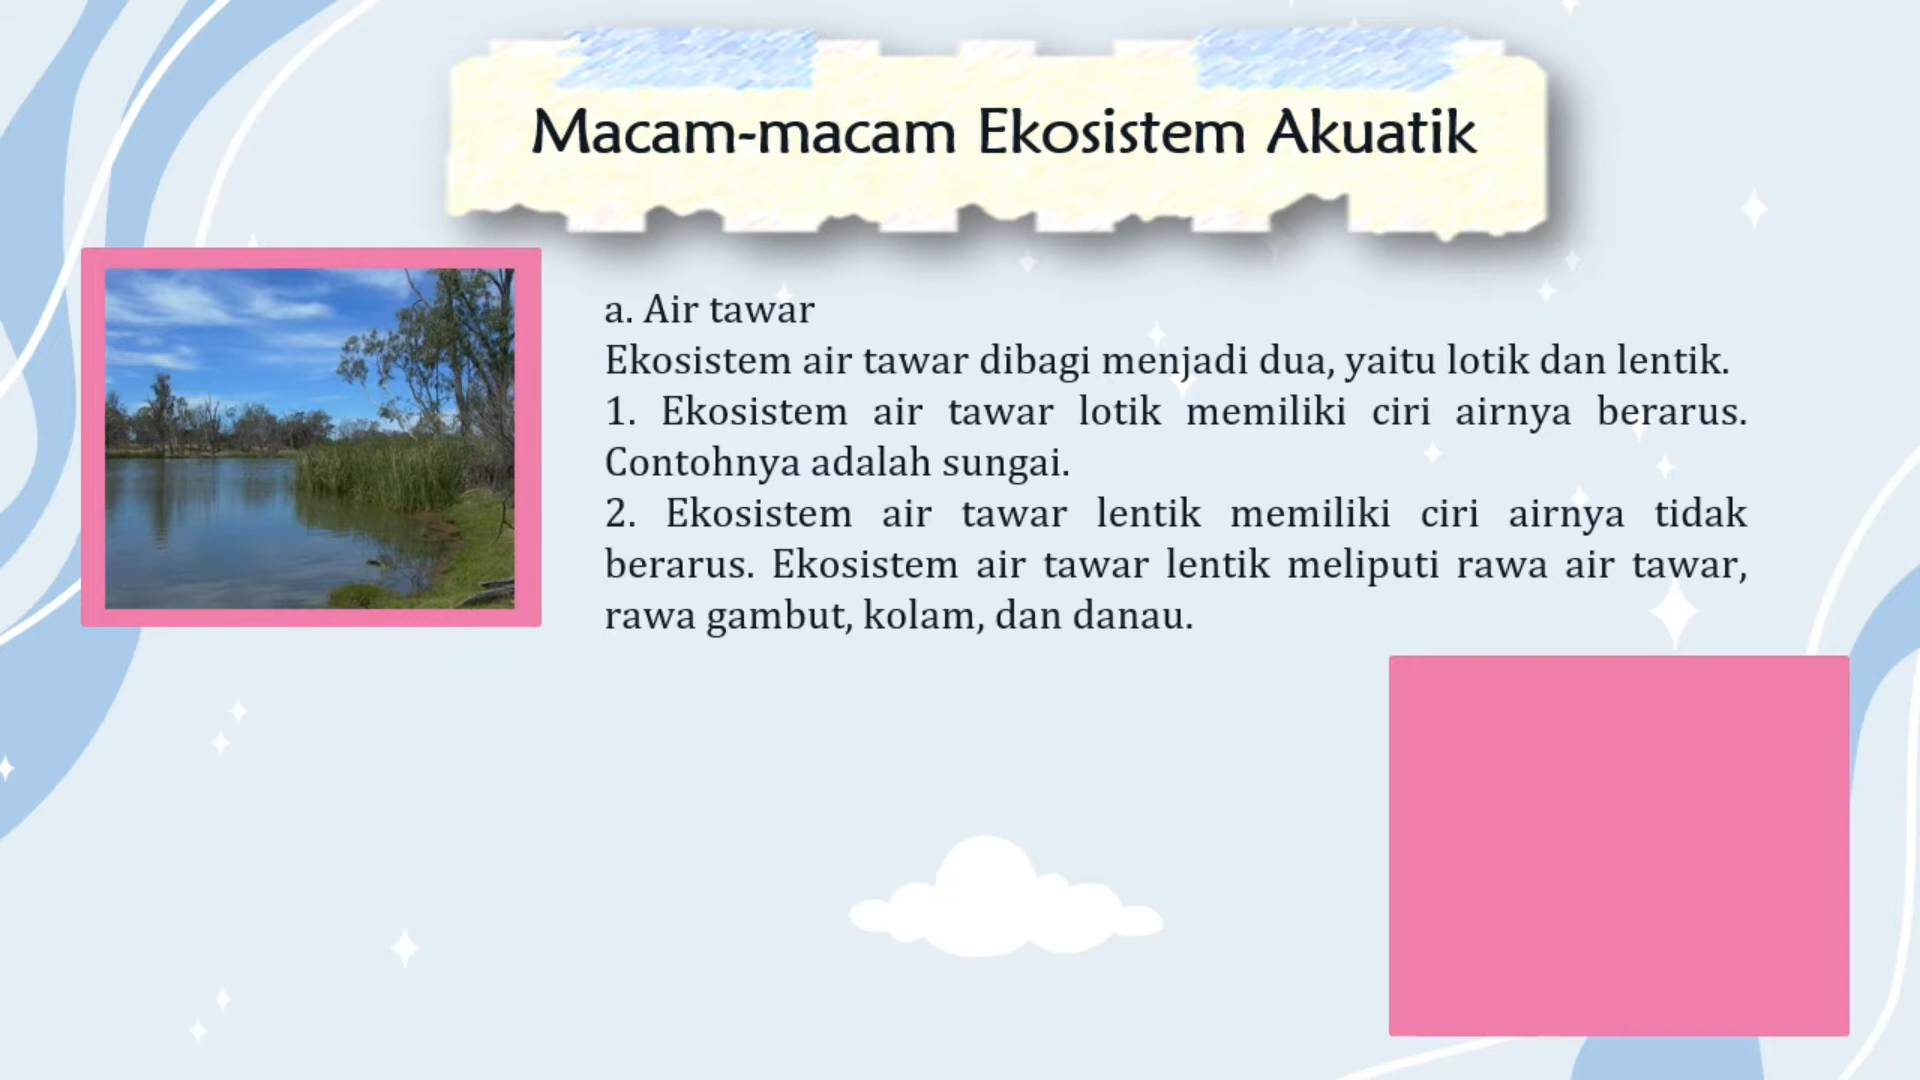 Macam-macam Ekosistem Akuatik
a. Air tawar
Ekosistem air tawar dibagi menjadi dua, yaitu lotik dan lentik.
1. Ekosistem air tawar lotik memiliki ciri airnya berarus.
Contohnya adalah sungai.
2. Ekosistem air tawar lentik memiliki ciri airnya tidak
berarus. Ekosistem air tawar lentik meliputi rawa air tawar,
rawa gambut, kolam, dan danau.